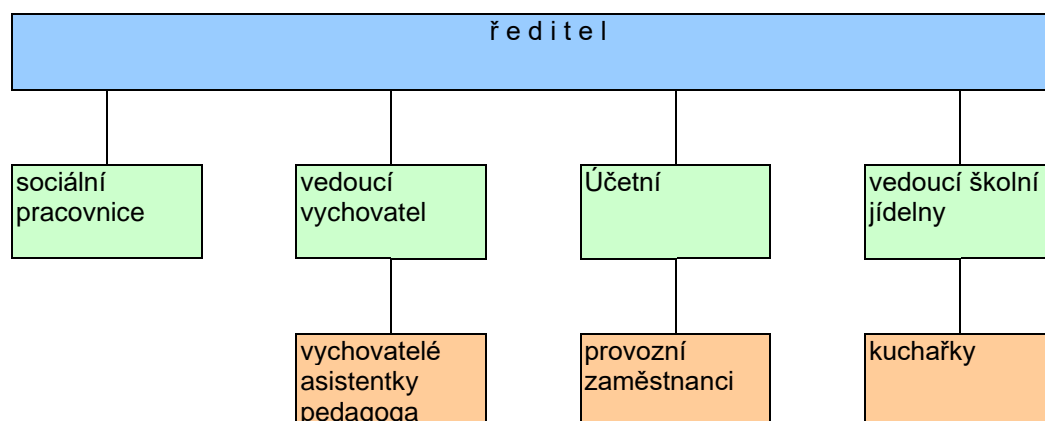 ř e d i t e l
sociální
pracovnice
vedoucí
vychovatel
Účetní
vedoucí školní
jídelny
vychovatelé
asistentky
pedagoga
provozní
zaměstnanci
kuchařky